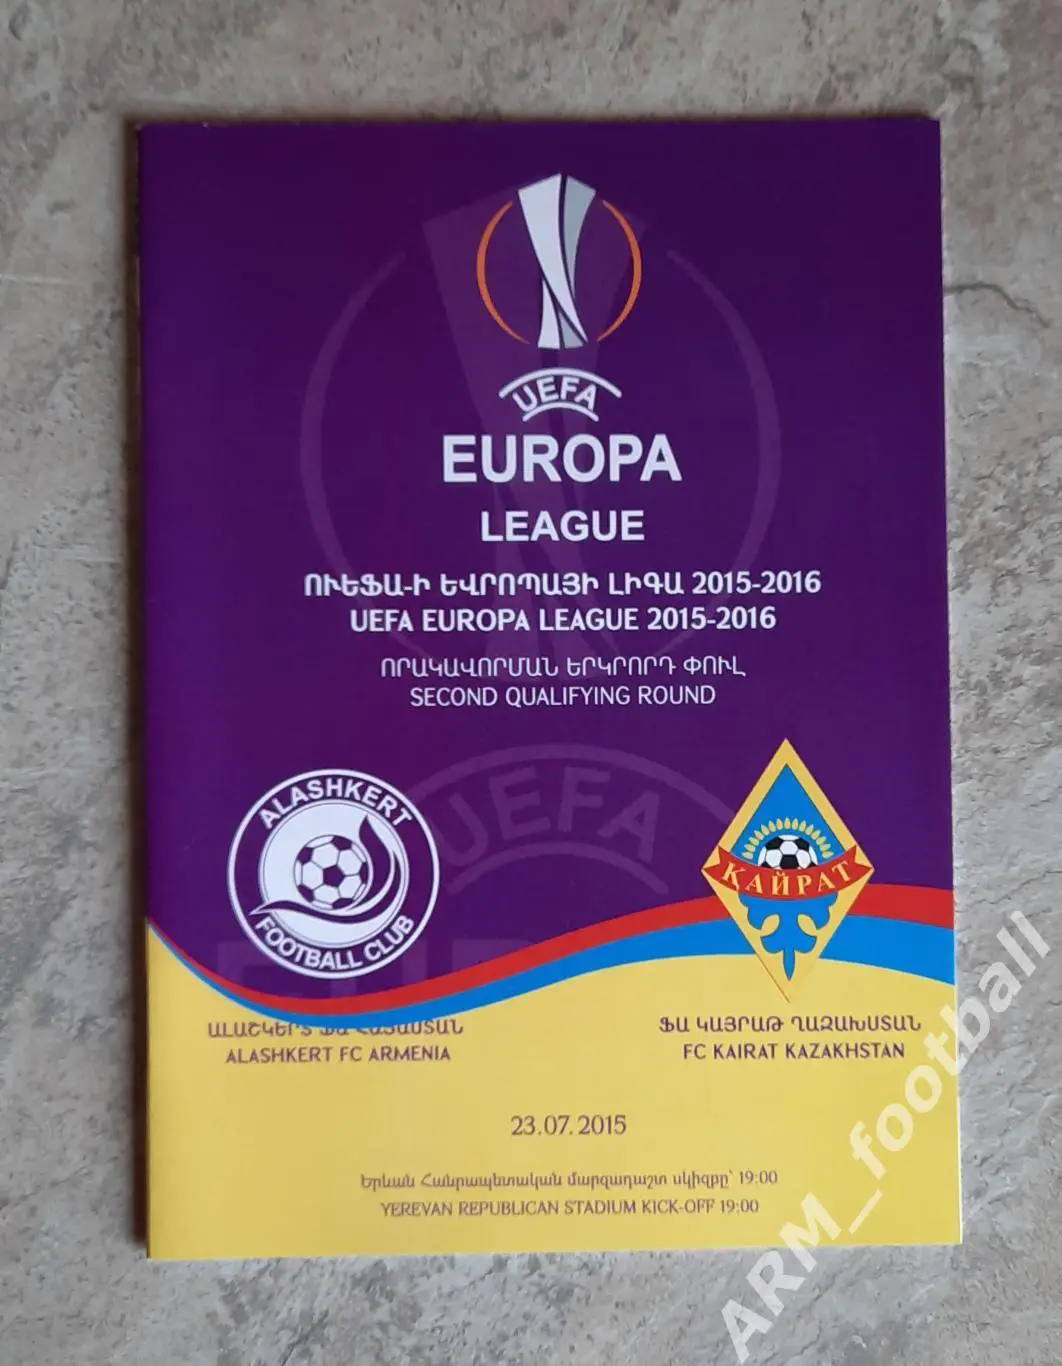 UEFA
EUROPA
LEAGUE
ՈՒԵՖԱ-Ի ԵՎՐՈՊԱՅԻ ԼԻԳԱ 2015-2016
UEFA EUROPA LEAGUE 2015-2016
ՈՐԱԿԱՎՈՐՄԱՆ ԵՐԿՐՈՐԴ ՓՈՒԼ
SECOND QUALIFYING ROUND
UEFA
ALASHKERT
FOOTBALL CLUB
ҚАЙРАТ
ԱԼԱՇԿԵՐՏ ՖԱ ՀԱՅԱՍՏԱՆ
ALASHKERT FC ARMENIA
ՖԱ ԿԱՅՐԱԹ ՂԱԶԱԽՍՏԱՆ
FC KAIRAT KAZAKHSTAN
23.07.2015
Երևան Հանրապետական մարզադաշտ սկիզբը՝ 19:00
YEREVAN REPUBLICAN STADIUM KICK-OFF 19:00
ARM_football